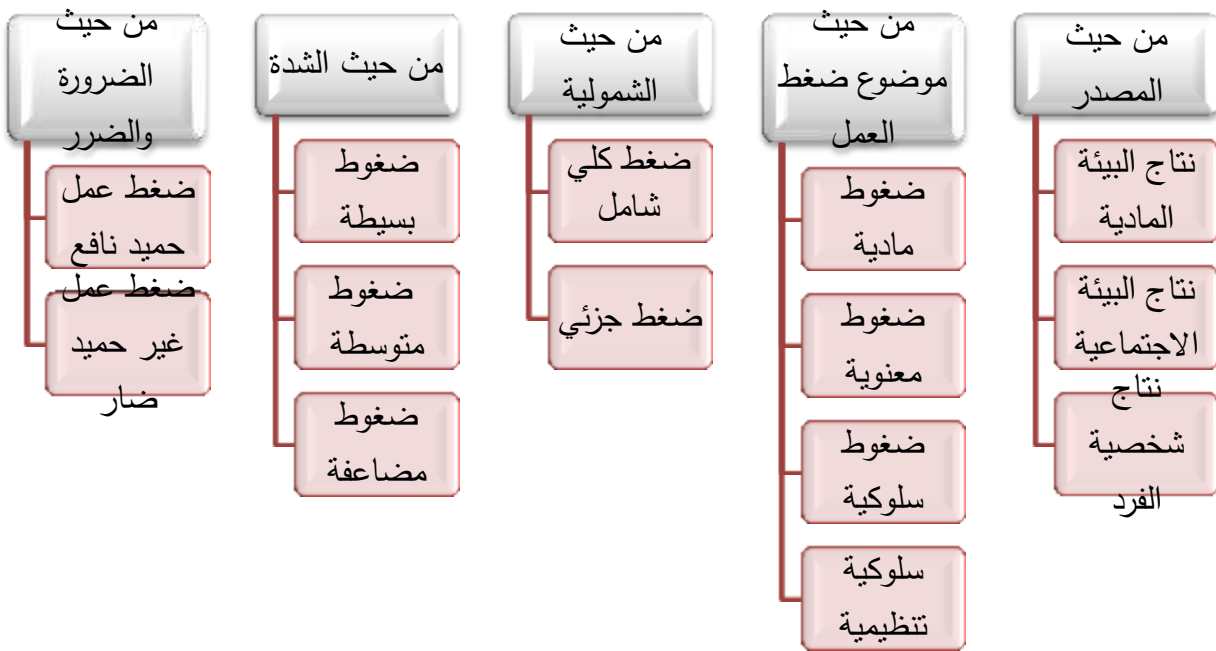 من حيث
المصدر
نتاج البيئة
المادية
نتاج البيئة
الاجتماعية
نتاج
شخصية
الفرد
من حيث
موضوع ضغط
العمل
ضغوط
مادية
ضغوط
معنوية
ضغوط
سلوكية
سلوكية
تنظيمية
من حيث
الشمولية
ضغط كلي
شامل
ضغط جزئي
من حيث الشدة
ضغوط
بسيطة
ضغوط
متوسطة
ضغوط
مضاعفة
من حيث
الضرورة
والضرر
ضغط عمل
حميد نافع
ضغط عمل
غير حميد
ضار